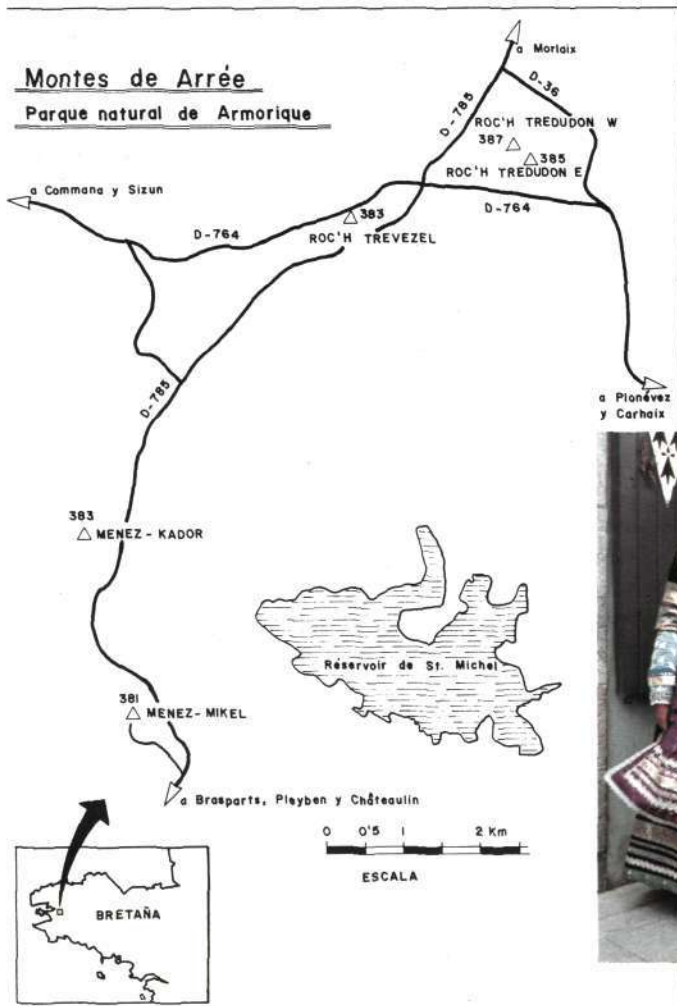 Montes de Arrée
Parque natural de Armorique
a Morlaix
D-36
D-785
ROC'H TREDUDON W
387
385
ROC'H TREDUDON E
a Commana y Sizun
D-764
383
D-764
ROC'H TREVEZEL
D-785
a Plonévez
y Carhaix
383
MENEZ-KADOR
Réservoir de St. Michel
381
MENEZ-MIKEL
a Brasparts, Pleyben y Châteaulin
0 0'5 1 2 Km
ESCALA
BRETAÑA